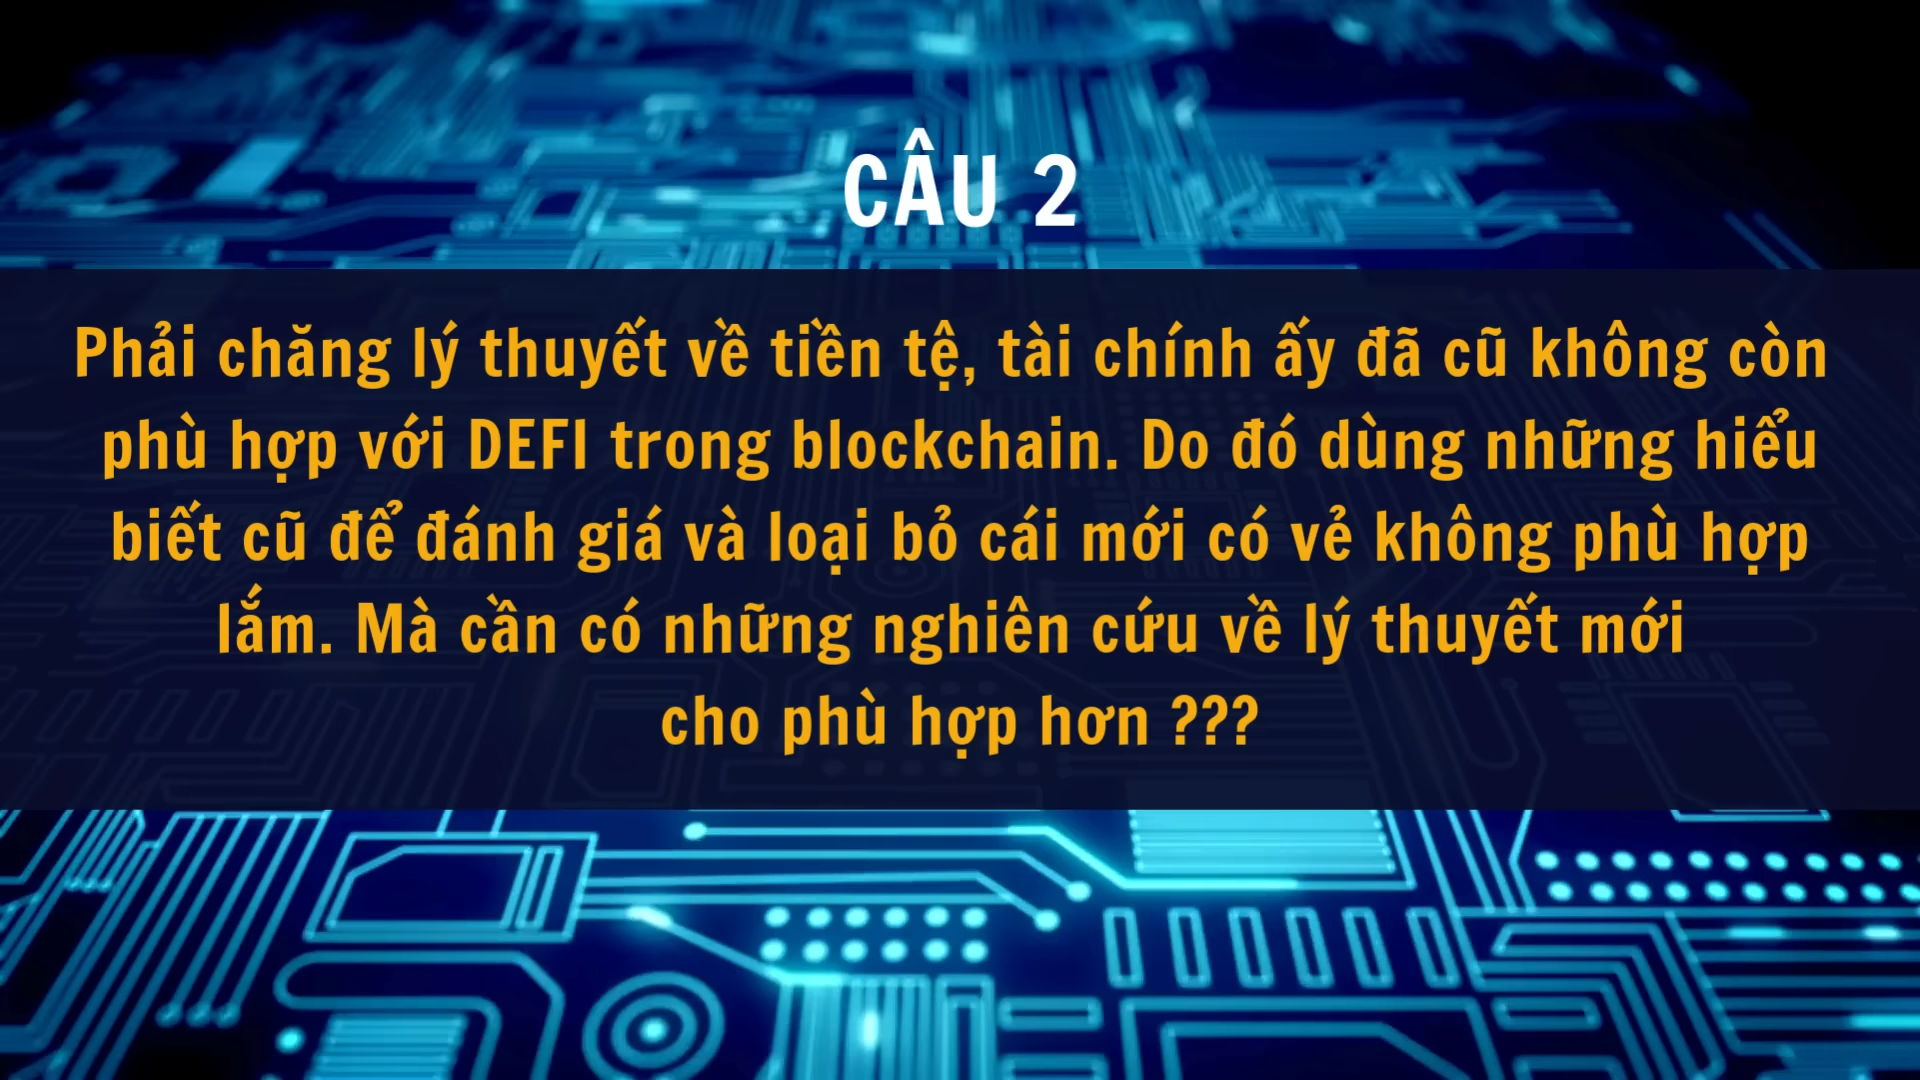 CÂU 2
Phải chăng lý thuyết về tiền tệ, tài chính ấy đã cũ không còn
phù hợp với DEFI trong blockchain. Do đó dùng những hiểu
biết cũ để đánh giá và loại bỏ cái mới có vẻ không phù hợp
lắm. Mà cần có những nghiên cứu về lý thuyết mới
cho phù hợp hơn ???